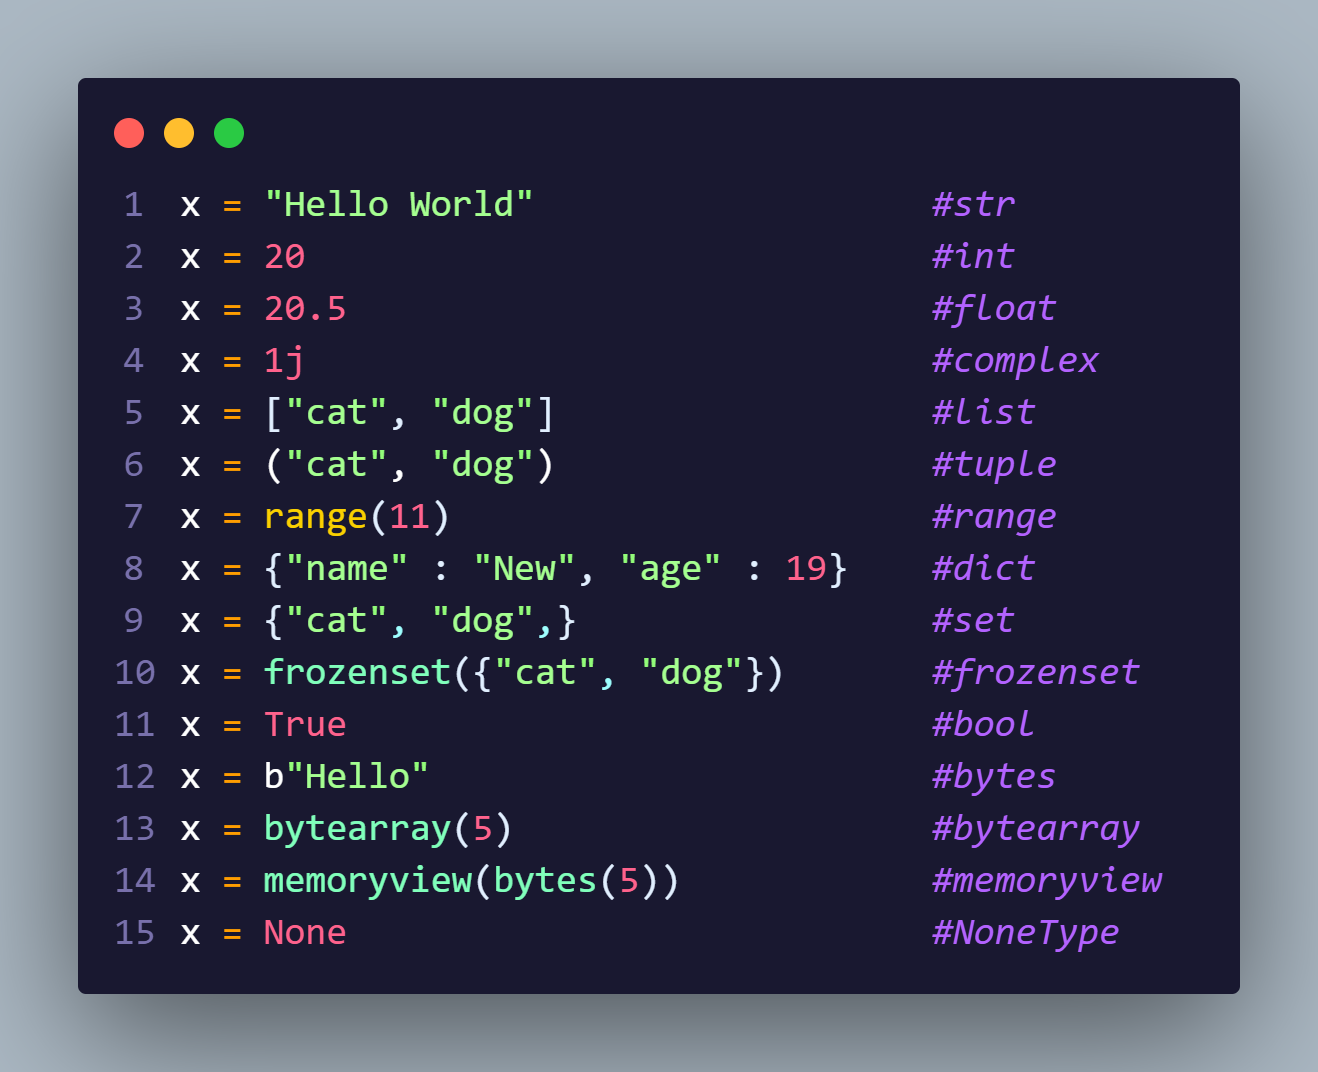 1 x = "Hello World" #str
2 x = 20 #int
3 x = 20.5 #float
4 x = 1j #complex
5 x = ["cat", "dog"] #list
6 x = ("cat", "dog") #tuple
7 x = range(11) #range
8 x = {"name" : "New", "age" : 19} #dict
9 x = {"cat", "dog",} #set
10 x = frozenset({"cat", "dog"}) #frozenset
11 x = True #bool
12 x = b"Hello" #bytes
13 x = bytearray(5) #bytearray
14 x = memoryview(bytes(5)) #memoryview
15 x = None #NoneType